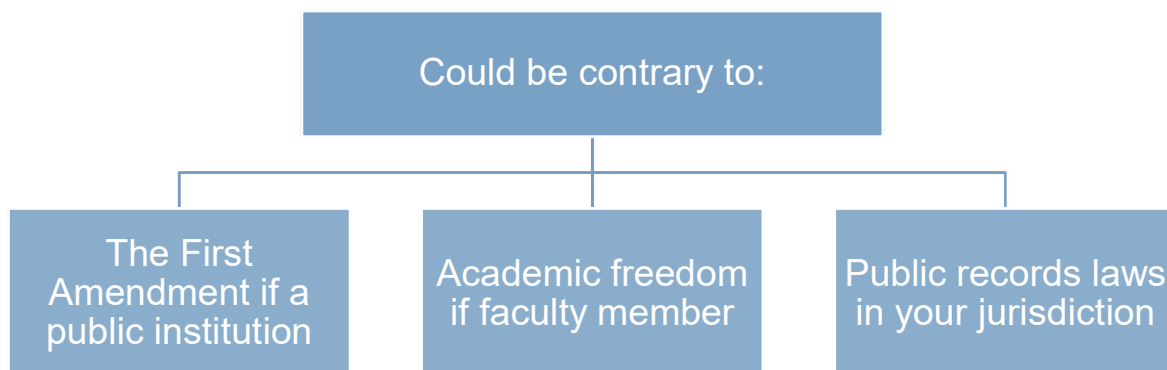 Could be contrary to:
The First
Amendment if a
public institution
Academic freedom
if faculty member
Public records laws
in your jurisdiction